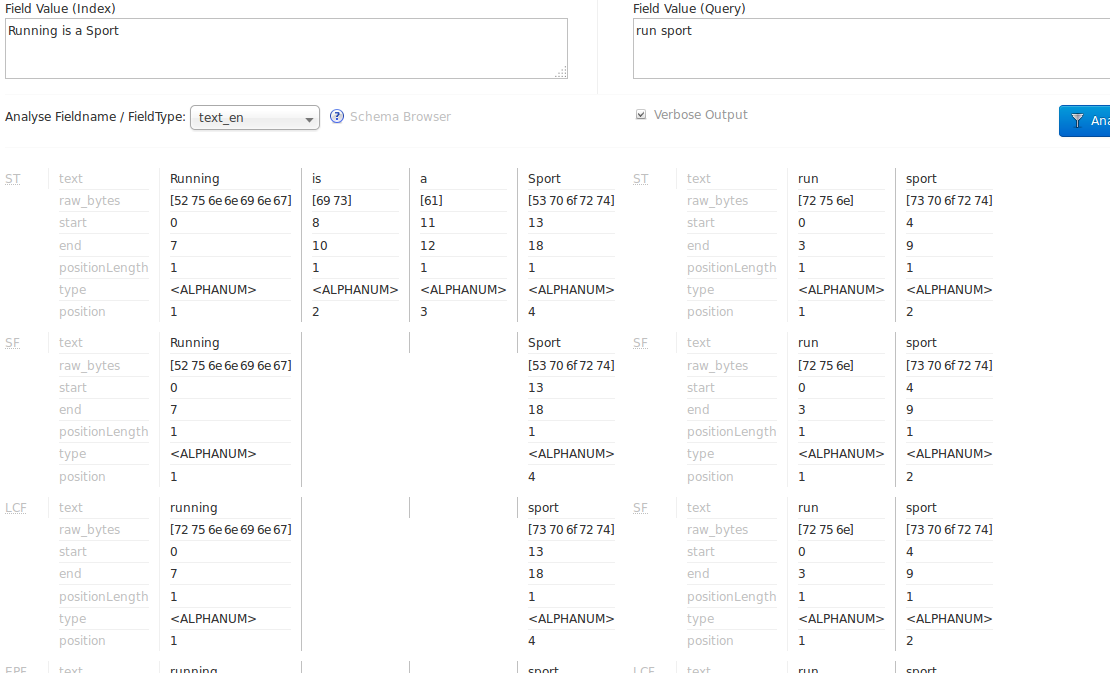 Field Value (Index) Field Value (Query)
Running is a Sport run sport
Analyse Fieldname / FieldType: text_en ? Schema Browser Verbose Output Ana
ST text Running is a Sport ST text run sport
raw_bytes [52 75 6e 6e 69 6e 67] [69 73] [61] [53 70 6f 72 74] raw_bytes [72 75 6e] [73 70 6f 72 74]
start 0 8 11 13 start 0 4
end 7 10 12 18 end 3 9
positionLength 1 1 1 1 positionLength 1 1
type <ALPHANUM> <ALPHANUM> <ALPHANUM> <ALPHANUM> type <ALPHANUM> <ALPHANUM>
position 1 2 3 4 position 1 2
SF text Running Sport SF text run sport
raw_bytes [52 75 6e 6e 69 6e 67] [53 70 6f 72 74] raw_bytes [72 75 6e] [73 70 6f 72 74]
start 0 13 start 0 4
end 7 18 end 3 9
positionLength 1 1 positionLength 1 1
type <ALPHANUM> <ALPHANUM> type <ALPHANUM> <ALPHANUM>
position 1 4 position 1 2
LCF text running sport SF text run sport
raw_bytes [72 75 6e 6e 69 6e 67] [73 70 6f 72 74] raw_bytes [72 75 6e] [73 70 6f 72 74]
start 0 13 start 0 4
end 7 18 end 3 9
positionLength 1 1 positionLength 1 1
type <ALPHANUM> <ALPHANUM> type <ALPHANUM> <ALPHANUM>
position 1 4 position 1 2
EPF text running sport LCF text run sport